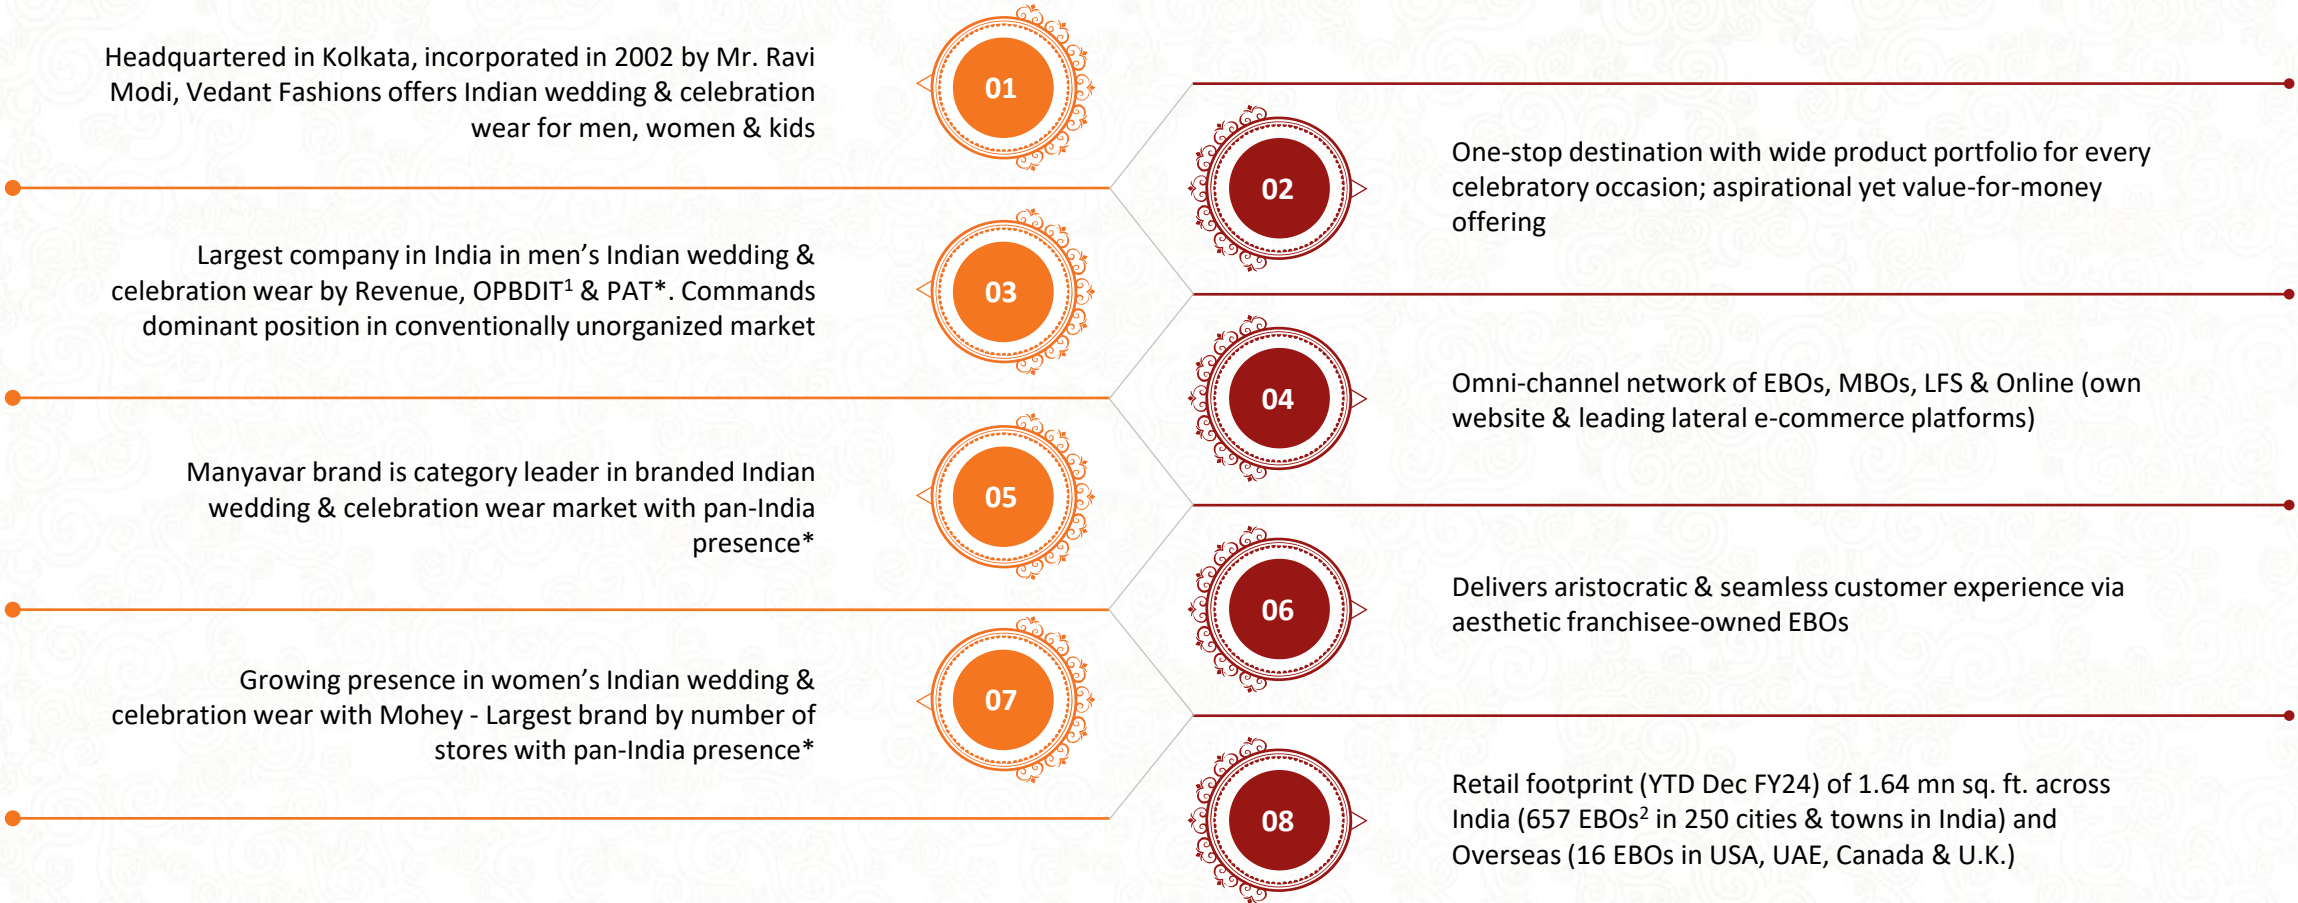 Headquartered in Kolkata, incorporated in 2002 by Mr. Ravi
Modi, Vedant Fashions offers Indian wedding & celebration
wear for men, women & kids
01
One-stop destination with wide product portfolio for every
celebratory occasion; aspirational yet value-for-money
offering
02
Largest company in India in men’s Indian wedding &
celebration wear by Revenue, OPBDIT¹ & PAT*. Commands
dominant position in conventionally unorganized market
03
Omni-channel network of EBOs, MBOs, LFS & Online (own
website & leading lateral e-commerce platforms)
04
Manyavar brand is category leader in branded Indian
wedding & celebration wear market with pan-India
presence*
05
Delivers aristocratic & seamless customer experience via
aesthetic franchisee-owned EBOs
06
Growing presence in women’s Indian wedding &
celebration wear with Mohey - Largest brand by number of
stores with pan-India presence*
07
Retail footprint (YTD Dec FY24) of 1.64 mn sq. ft. across
India (657 EBOs² in 250 cities & towns in India) and
Overseas (16 EBOs in USA, UAE, Canada & U.K.)
08